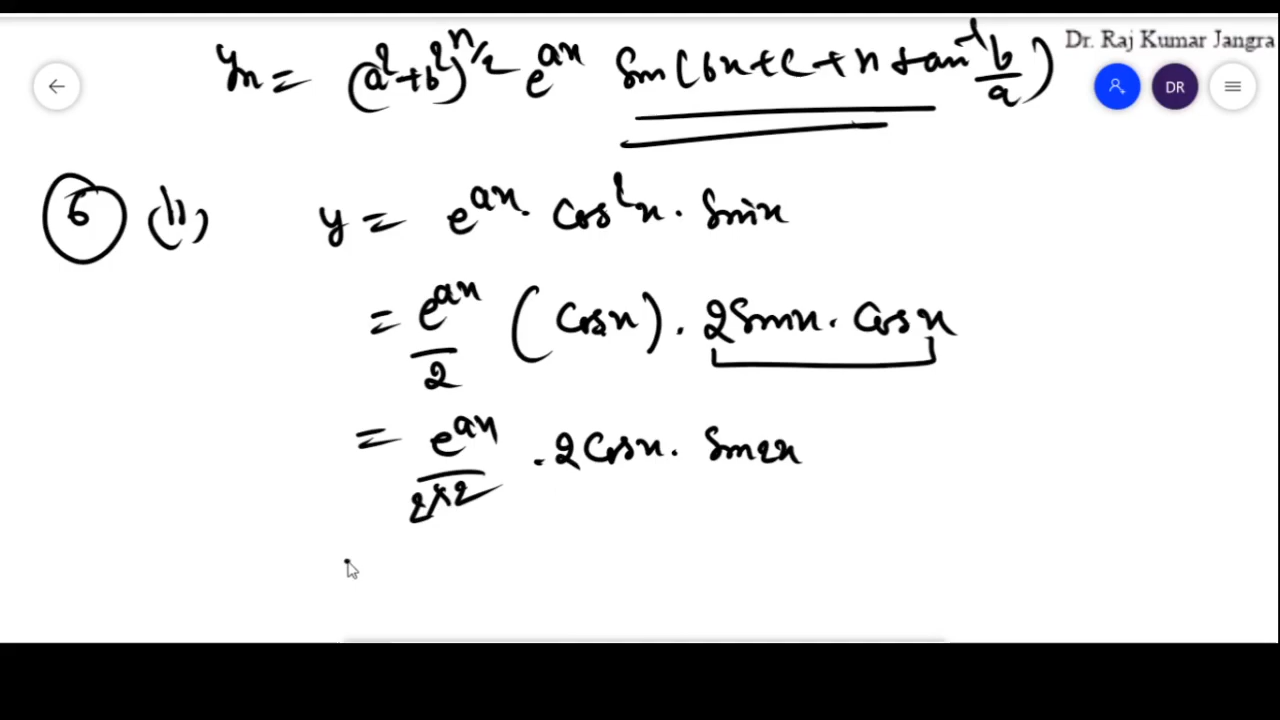 Dr. Raj Kumar Jangra
yn = (a²+b²)^n/2 e^ax Sin(bx+c+n tan⁻¹ b/a)
DR
6 (ii) y = e^ax. Cos²x. Sinx
= e^ax/2 (Cosx). 2Sinx. Cosx
= e^ax/2×2 . 2Cosx. Sin2x